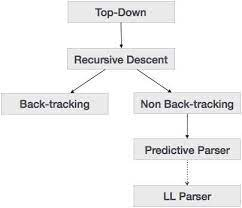 Top-Down
Recursive Descent
Back-tracking
Non Back-tracking
Predictive Parser
LL Parser